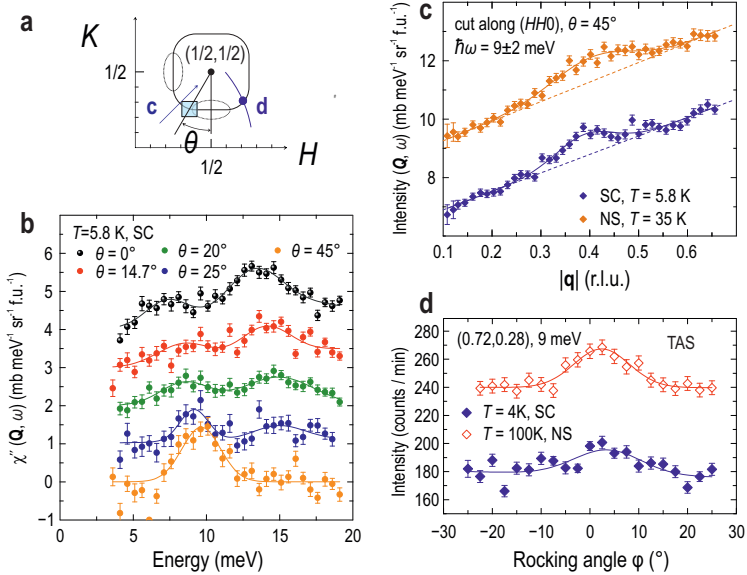 a
K
(1/2,1/2)
1/2
c
d
θ
1/2
H
b
T=5.8 K, SC
θ=0°
θ = 20°
θ = 45°
θ = 14.7°
θ = 25°
χ″ (Q, ω) (mb meV⁻¹ sr⁻¹ f.u.⁻¹)
6
5
4
3
2
1
0
−1
0
5
10
15
20
Energy (meV)
c
cut along (HH0), θ = 45°
ℏω = 9±2 meV
Intensity (Q, ω) (mb meV⁻¹ sr⁻¹ f.u.⁻¹)
12
10
8
SC, T = 5.8 K
NS, T = 35 K
0.1
0.2
0.3
0.4
0.5
0.6
|q| (r.l.u.)
d
(0.72,0.28), 9 meV
TAS
Intensity (counts / min)
280
260
240
220
200
180
160
T = 4K, SC
T = 100K, NS
−30
−20
−10
0
10
20
30
Rocking angle φ (°)